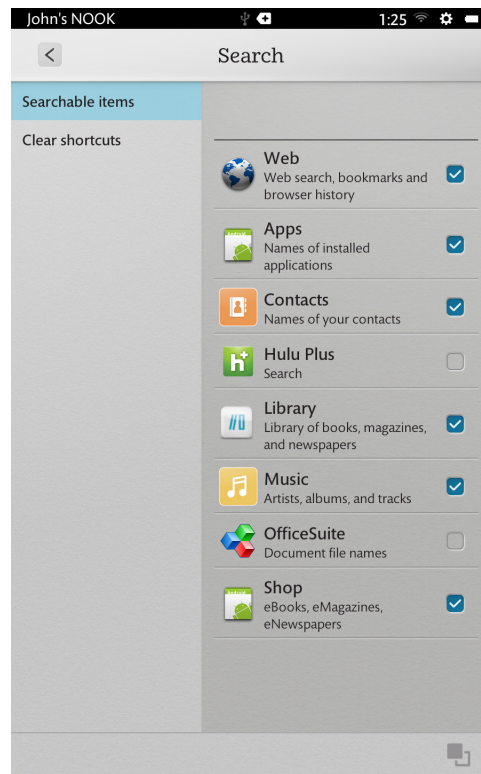 John's NOOK
1:25
Search
Searchable items
Clear shortcuts
Web
Web search, bookmarks and
browser history
Apps
Names of installed
applications
Contacts
Names of your contacts
Hulu Plus
Search
Library
Library of books, magazines,
and newspapers
Music
Artists, albums, and tracks
OfficeSuite
Document file names
Shop
eBooks, eMagazines,
eNewspapers